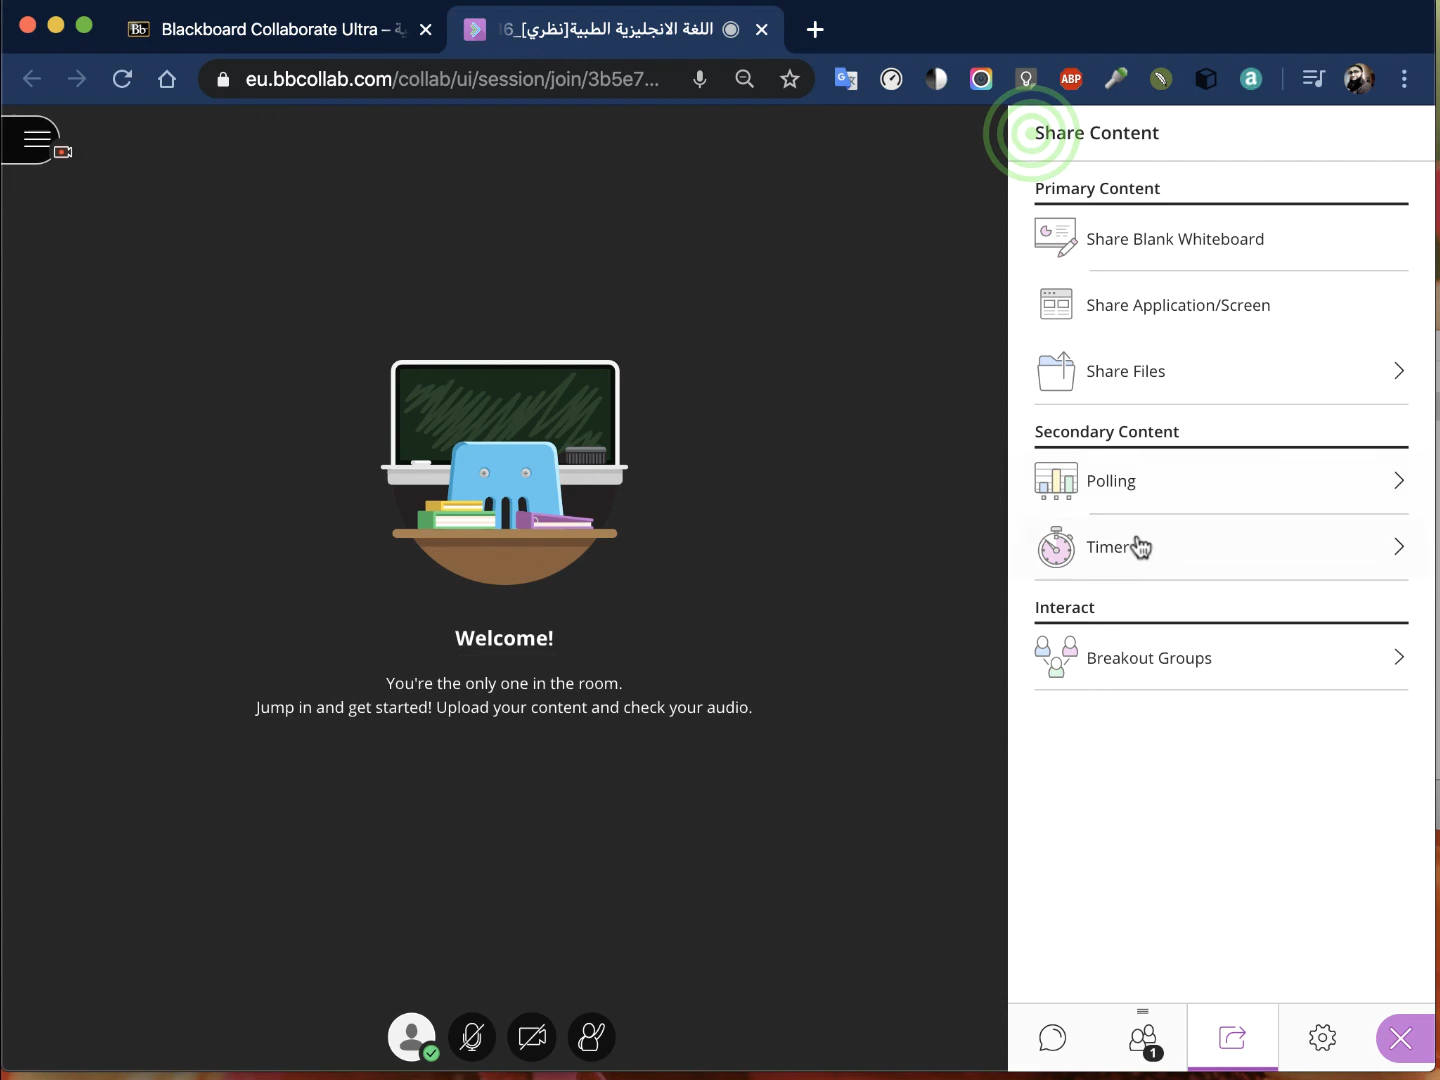 Blackboard Collaborate Ultra –
اللغة الانجليزية الطبية[نظري]_16
eu.bbcollab.com/collab/ui/session/join/3b5e7...
ABP
a
Share Content
Primary Content
Share Blank Whiteboard
Share Application/Screen
Share Files
Secondary Content
Polling
Timer
Interact
Breakout Groups
Welcome!
You're the only one in the room.
Jump in and get started! Upload your content and check your audio.
1